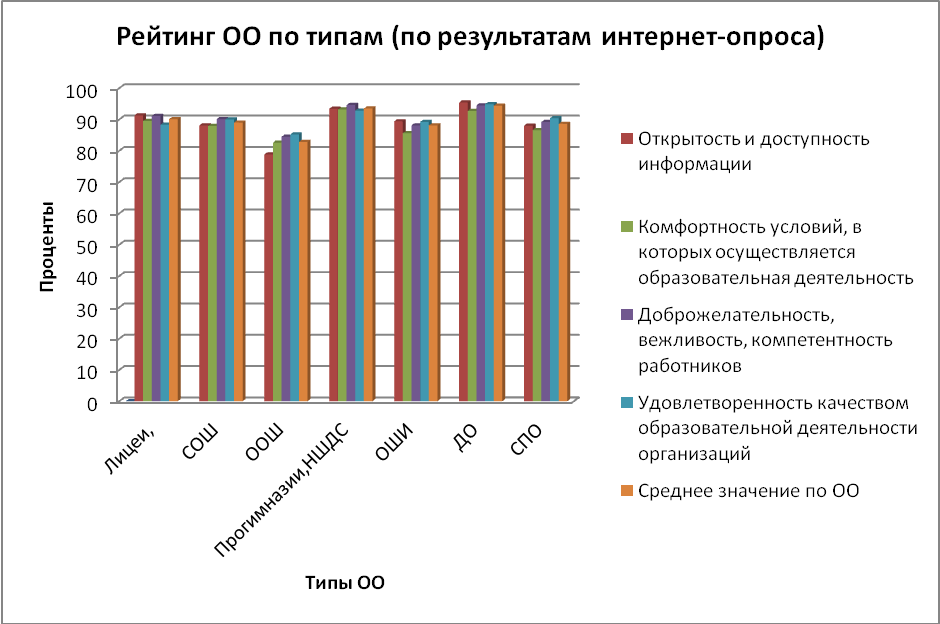 Рейтинг ОО по типам (по результатам интернет-опроса)
100
90
80
70
60
50
40
30
20
10
0
Проценты
Лицеи,
СОШ
ООШ
Прогимназии,НШДС
ОШИ
ДО
СПО
Типы ОО
Открытость и доступность
информации
Комфортность условий, в
которых осуществляется
образовательная деятельность
Доброжелательность,
вежливость, компетентность
работников
Удовлетворенность качеством
образовательной деятельности
организаций
Среднее значение по ОО